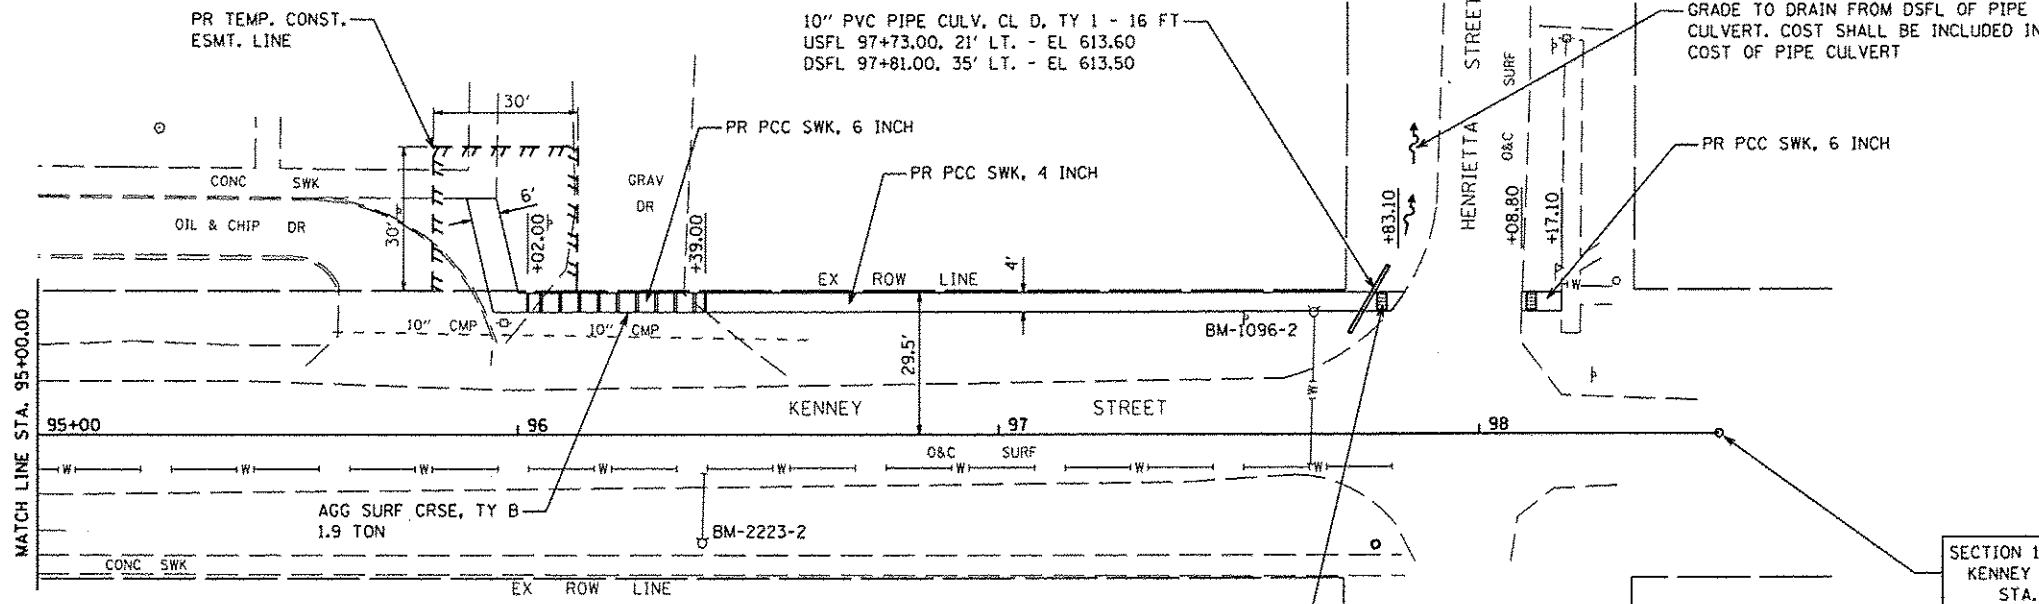 PR TEMP. CONST.
ESMT. LINE
10" PVC PIPE CULV, CL D, TY 1 - 16 FT
USFL 97+73.00, 21' LT. - EL 613.60
DSFL 97+81.00, 35' LT. - EL 613.50
GRADE TO DRAIN FROM DSFL OF PIPE
CULVERT. COST SHALL BE INCLUDED IN
COST OF PIPE CULVERT
HENRIETTA STREET
O&C SURF
30'
PR PCC SWK, 6 INCH
PR PCC SWK, 4 INCH
PR PCC SWK, 6 INCH
CONC SWK
6'
GRAV
DR
OIL & CHIP DR
30'
+02.00
+39.00
+83.10
+08.80
+17.10
EX ROW LINE
4'
W
10" CMP
10" CMP
BM-1096-2
29.5'
W
KENNEY STREET
MATCH LINE STA. 95+00.00
95+00
96
97
98
O&C SURF
W W W W W W W W
AGG SURF CRSE, TY B
1.9 TON
BM-2223-2
CONC SWK
EX ROW LINE
SECTION 1
KENNEY
STA.